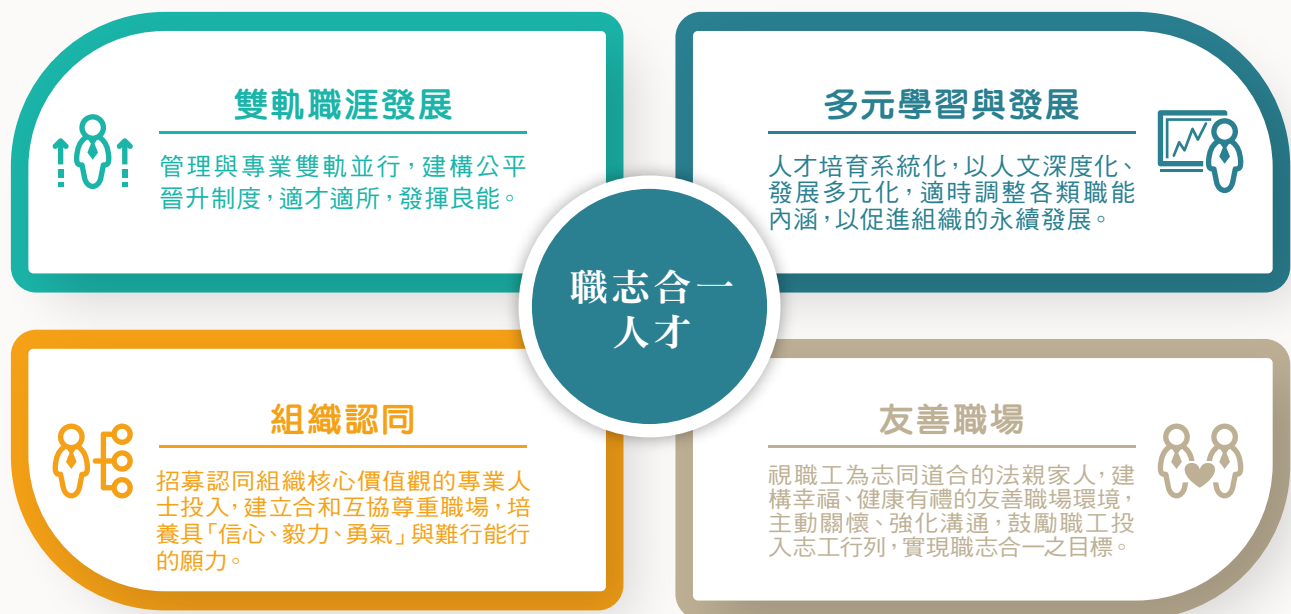 雙軌職涯發展
管理與專業雙軌並行，建構公平
晉升制度，適才適所，發揮良能。
多元學習與發展
人才培育系統化，以人文深度化、
發展多元化，適時調整各類職能
內涵，以促進組織的永續發展。
職志合一
人才
組織認同
招募認同組織核心價值觀的專業人
士投入，建立合和互協尊重職場，培
養具「信心、毅力、勇氣」與難行能行
的願力。
友善職場
視職工為志同道合的法親家人，建
構幸福、健康有禮的友善職場環境，
主動關懷、強化溝通，鼓勵職工投
入志工行列，實現職志合一之目標。